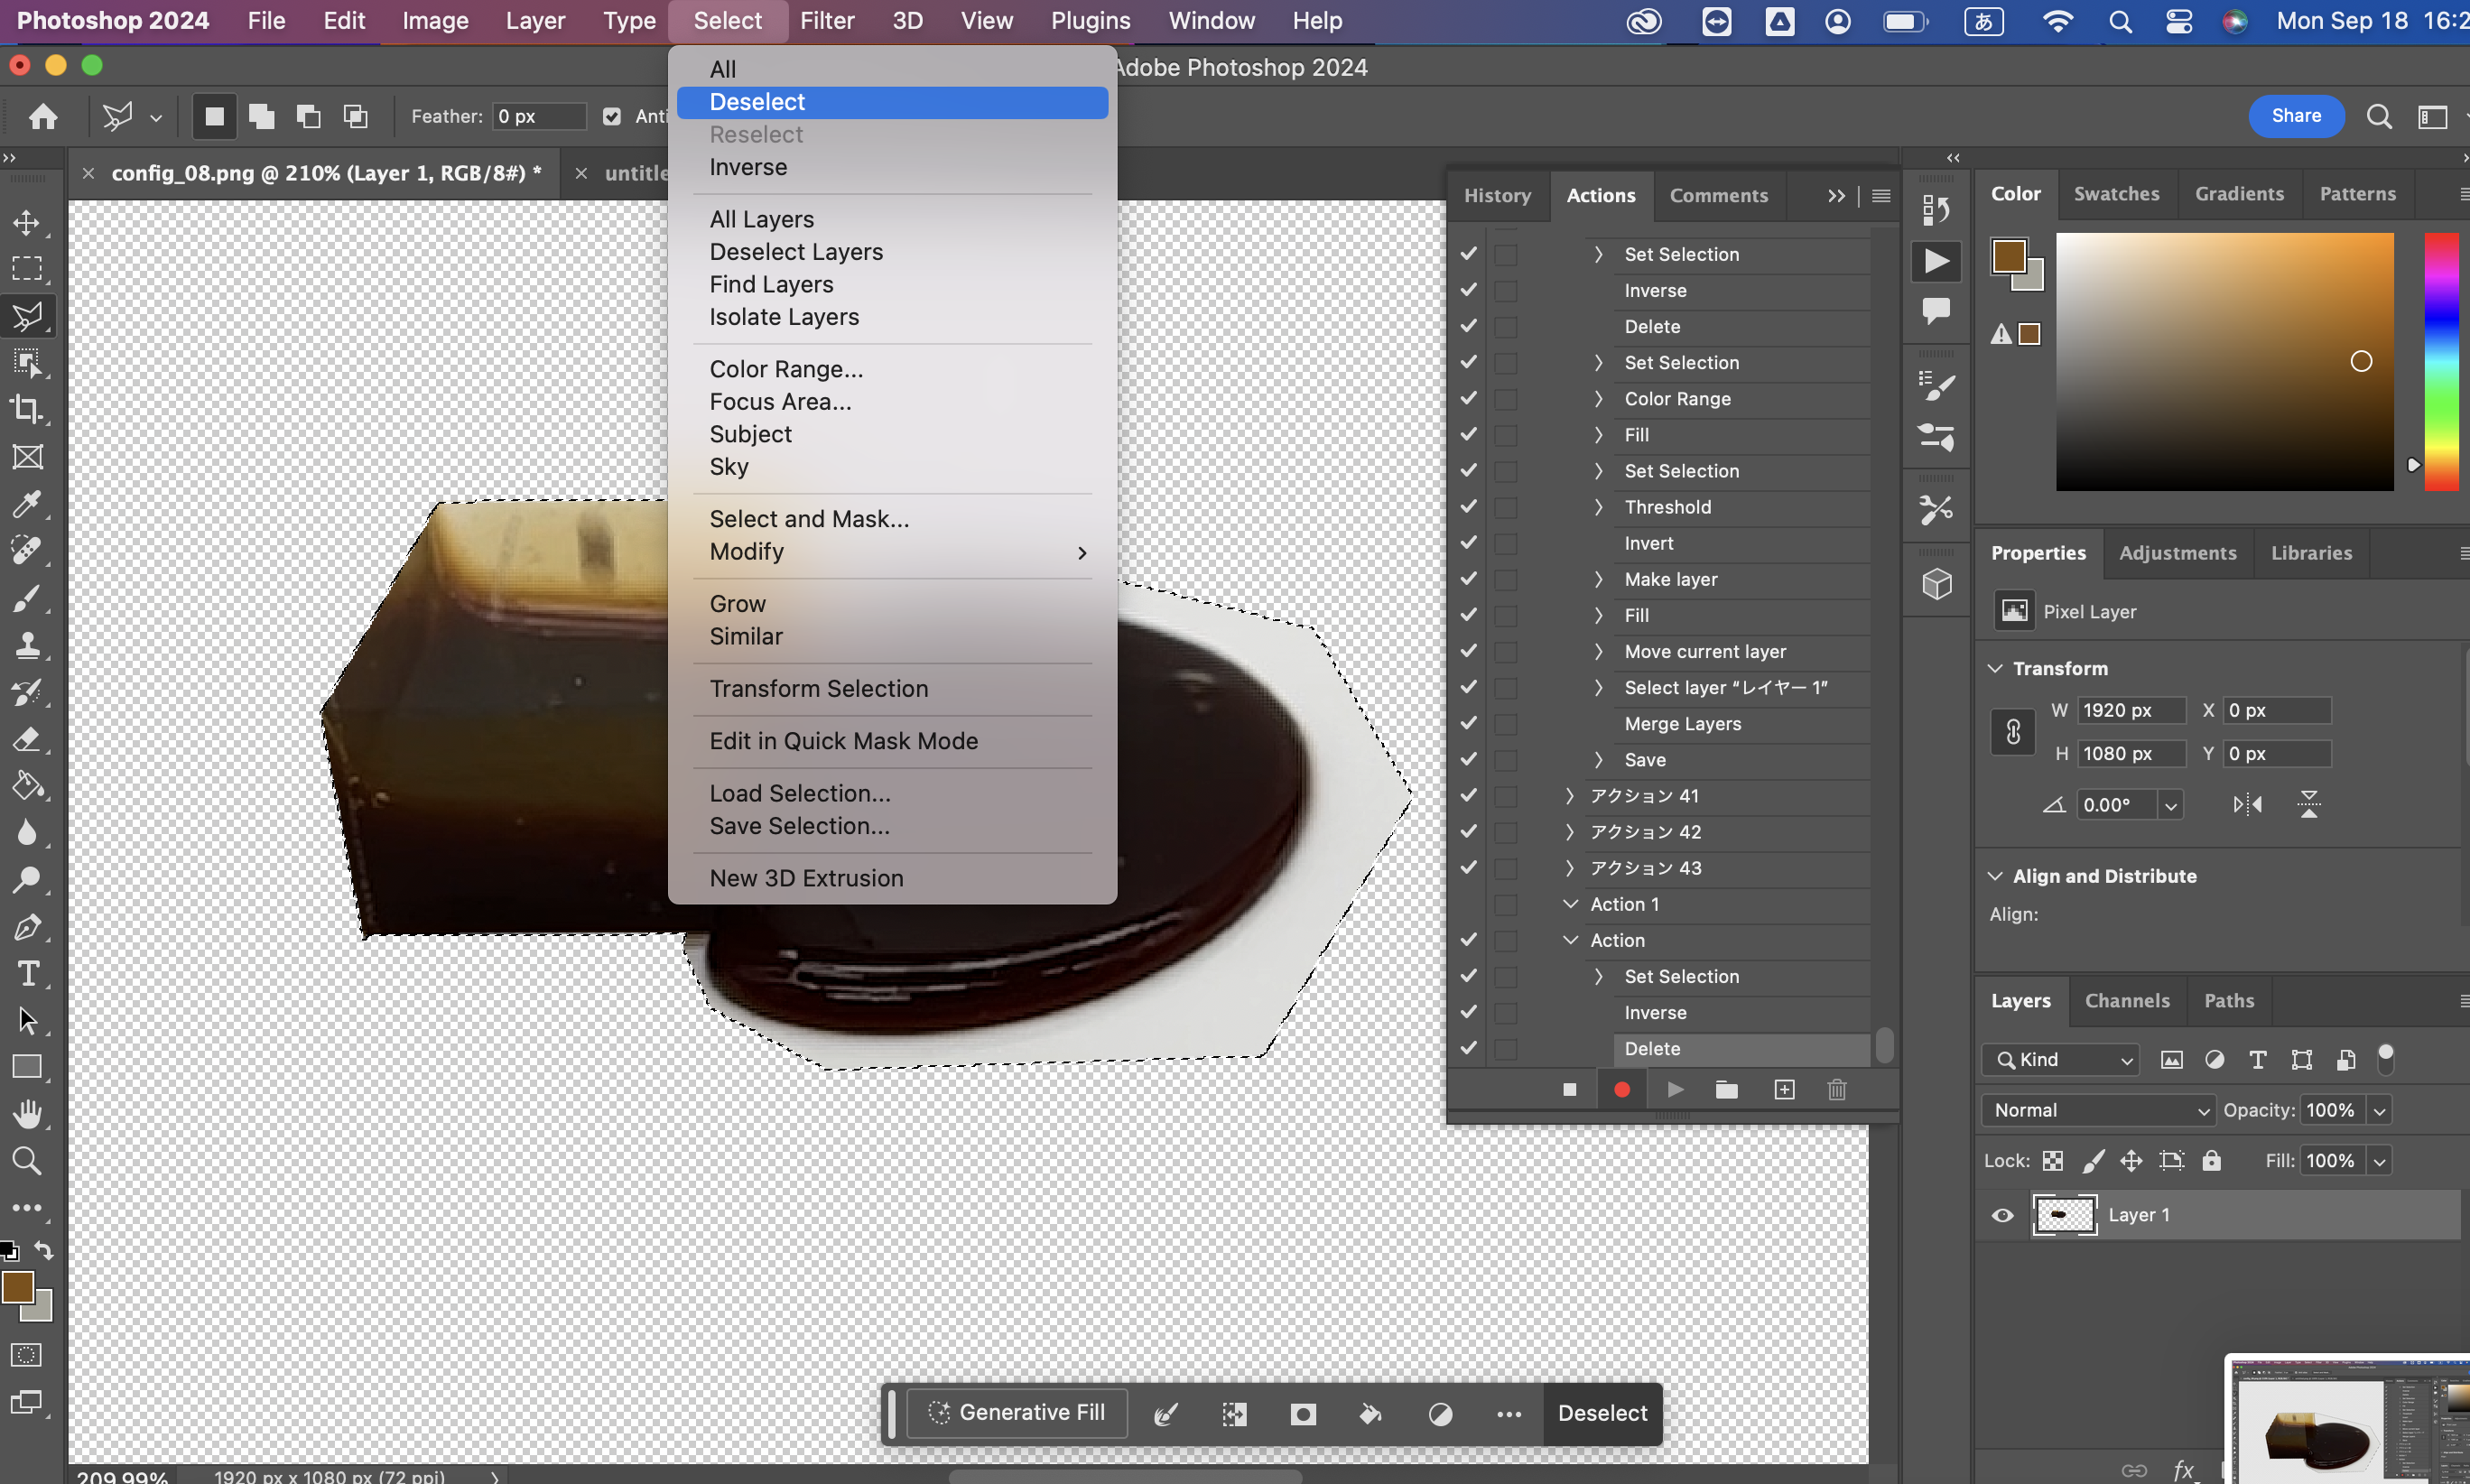 Photoshop 2024 File Edit Image Layer Type Select Filter 3D View Plugins Window Help あ Mon Sep 18
Adobe Photoshop 2024
Feather: 0 px
Share
config_08.png @ 210% (Layer 1, RGB/8#) *
All
Deselect
Reselect
Inverse
All Layers
Deselect Layers
Find Layers
Isolate Layers
Color Range...
Focus Area...
Subject
Sky
Select and Mask...
Modify
Grow
Similar
Transform Selection
Edit in Quick Mask Mode
Load Selection...
Save Selection...
New 3D Extrusion
History Actions Comments
Set Selection
Inverse
Delete
Set Selection
Color Range
Fill
Set Selection
Threshold
Invert
Make layer
Fill
Move current layer
Select layer “レイヤー 1”
Merge Layers
Save
アクション 41
アクション 42
アクション 43
Action 1
Action
Set Selection
Inverse
Delete
Color Swatches Gradients Patterns
Properties Adjustments Libraries
Pixel Layer
Transform
W 1920 px X 0 px
H 1080 px Y 0 px
0.00°
Align and Distribute
Align:
Layers Channels Paths
Kind
Normal Opacity: 100%
Lock: Fill: 100%
Layer 1
fx
Generative Fill Deselect
209.99% 1920 px x 1080 px (72 ppi)